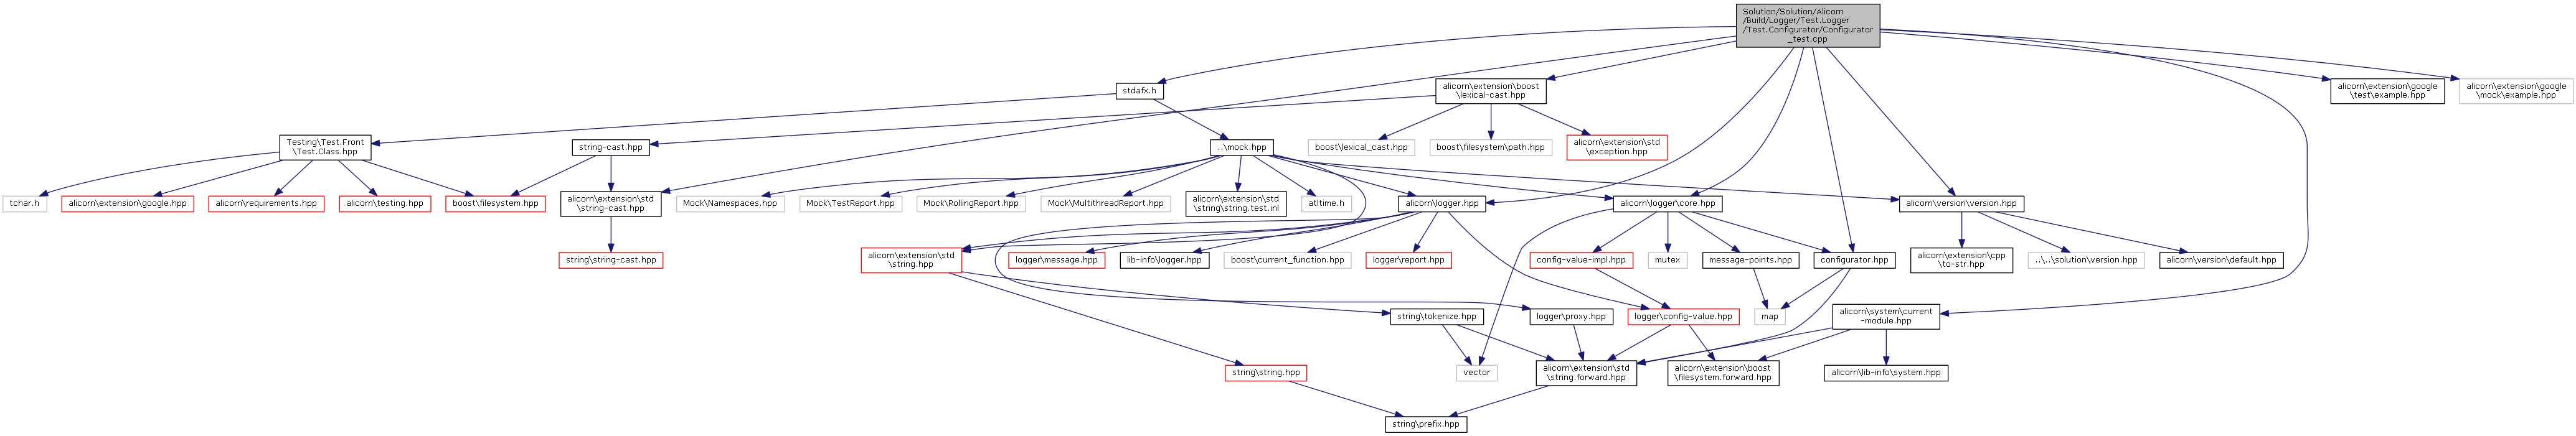 Solution/Solution/Alicorn
/Build/Logger/Test.Logger
/Test.Configurator/Configurator
_test.cpp
stdafx.h
alicorn\extension\boost
\lexical-cast.hpp
alicorn\extension\google
\test\example.hpp
alicorn\extension\google
\mock\example.hpp
Testing\Test.Front
\Test.Class.hpp
string-cast.hpp
..\mock.hpp
boost\lexical_cast.hpp
boost\filesystem\path.hpp
alicorn\extension\std
\exception.hpp
tchar.h
alicorn\extension\google.hpp
alicorn\requirements.hpp
alicorn\testing.hpp
boost\filesystem.hpp
alicorn\extension\std
\string-cast.hpp
Mock\Namespaces.hpp
Mock\TestReport.hpp
Mock\RollingReport.hpp
Mock\MultithreadReport.hpp
alicorn\extension\std
\string\string.test.inl
atltime.h
alicorn\logger.hpp
alicorn\logger\core.hpp
alicorn\version\version.hpp
string\string-cast.hpp
alicorn\extension\std
\string.hpp
logger\message.hpp
lib-info\logger.hpp
boost\current_function.hpp
logger\report.hpp
config-value-impl.hpp
mutex
message-points.hpp
configurator.hpp
alicorn\extension\cpp
\to-str.hpp
..\..\solution\version.hpp
alicorn\version\default.hpp
string\tokenize.hpp
logger\proxy.hpp
logger\config-value.hpp
map
alicorn\system\current
-module.hpp
string\string.hpp
vector
alicorn\extension\std
\string.forward.hpp
alicorn\extension\boost
\filesystem.forward.hpp
alicorn\lib-info\system.hpp
string\prefix.hpp